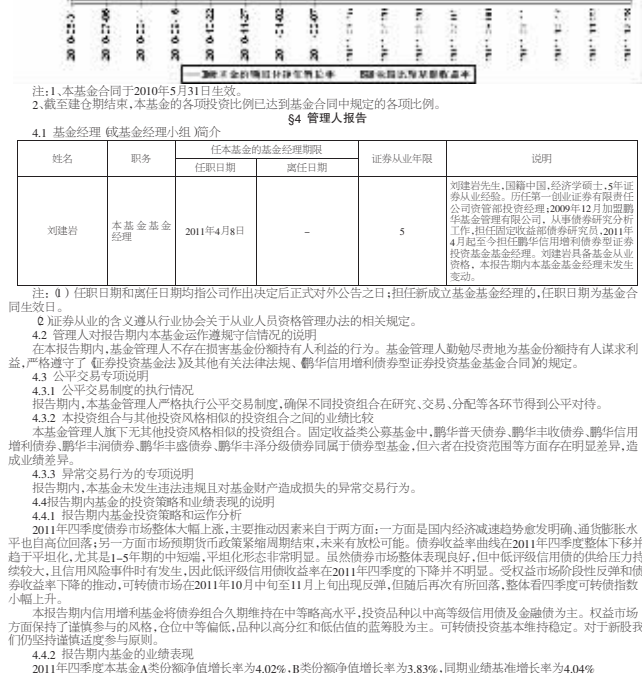 注:1、本基金合同于2010年5月31日生效。
2、截至建仓期结束,本基金的各项投资比例已达到基金合同中规定的各项比例。
§4 管理人报告
4.1 基金经理(或基金经理小组)简介
姓名 职务 任本基金的基金经理期限 证券从业年限 说明
任职日期 离任日期
刘建岩 本基金基金经理 2011年4月8日 – 5
刘建岩先生,国籍中国,经济学硕士,5年证
券从业经验。历任第一创业证券有限责任
公司资管部投资经理;2009年12月加盟鹏
华基金管理有限公司,从事债券研究分析
工作,担任固定收益部债券研究员,2011年
4月起至今担任鹏华信用增利债券型证券
投资基金基金经理。刘建岩具备基金从业
资格,本报告期内本基金基金经理未发生
变动。
注:(1)任职日期和离任日期均指公司作出决定后正式对外公告之日;担任新成立基金基金经理的,任职日期为基金合
同生效日。
(2)证券从业的含义遵从行业协会关于从业人员资格管理办法的相关规定。
4.2 管理人对报告期内本基金运作遵规守信情况的说明
在本报告期内,基金管理人不存在损害基金份额持有人利益的行为。基金管理人勤勉尽责地为基金份额持有人谋求利
益,严格遵守了《证券投资基金法》及其他有关法律法规、《鹏华信用增利债券型证券投资基金基金合同》的规定。
4.3 公平交易专项说明
4.3.1 公平交易制度的执行情况
报告期内,本基金管理人严格执行公平交易制度,确保不同投资组合在研究、交易、分配等各环节得到公平对待。
4.3.2 本投资组合与其他投资风格相似的投资组合之间的业绩比较
本基金管理人旗下无其他投资风格相似的投资组合。固定收益类公募基金中,鹏华普天债券、鹏华丰收债券、鹏华信用
增利债券、鹏华丰润债券、鹏华丰盛债券、鹏华丰泽分级债券同属于债券型基金,但六者在投资范围等方面存在明显差异,造
成业绩差异。
4.3.3 异常交易行为的专项说明
报告期内,本基金未发生违法违规且对基金财产造成损失的异常交易行为。
4.4报告期内基金的投资策略和业绩表现的说明
4.4.1 报告期内基金投资策略和运作分析
2011年四季度债券市场整体大幅上涨,主要推动因素来自于两方面:一方面是国内经济减速趋势愈发明确、通货膨胀水
平也自高位回落;另一方面市场预期货币政策紧缩周期结束,未来有放松可能。债券收益率曲线在2011年四季度整体下移并
趋于平坦化,尤其是1-5年期的中短端,平坦化形态非常明显。虽然债券市场整体表现良好,但中低评级信用债的供给压力持
续较大,且信用风险事件时有发生,因此低评级信用债收益率在2011年四季度的下降并不明显。受权益市场阶段性反弹和债
券收益率下降的推动,可转债市场在2011年10月中旬至11月上旬出现反弹,但随后再次有所回落,整体看四季度可转债指数
小幅上升。
本报告期内信用增利基金将债券组合久期维持在中等略高水平,投资品种以中高等级信用债及金融债为主。权益市场
方面保持了谨慎参与的风格,仓位中等偏低,品种以高分红和低估值的蓝筹股为主。可转债投资基本维持稳定。对于新股我
们仍坚持谨慎适度参与原则。
4.4.2 报告期内基金的业绩表现
2011年四季度本基金A类份额净值增长率为4.02%,B类份额净值增长率为3.83%,同期业绩基准增长率为4.04%